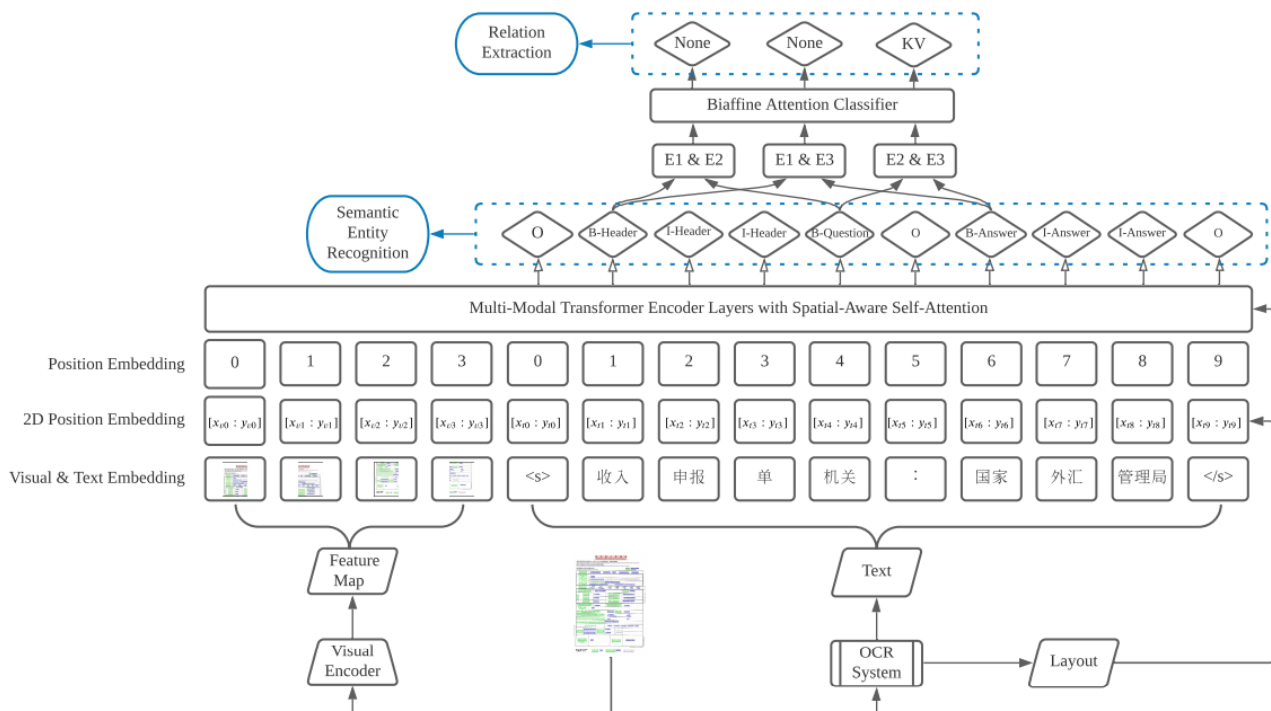 Relation
Extraction
None
None
KV
Biaffine Attention Classifier
E1 & E2
E1 & E3
E2 & E3
Semantic
Entity
Recognition
O
B-Header
I-Header
I-Header
B-Question
O
B-Answer
I-Answer
I-Answer
O
Multi-Modal Transformer Encoder Layers with Spatial-Aware Self-Attention
Position Embedding 0 1 2 3 0 1 2 3 4 5 6 7 8 9
2D Position Embedding [xv0 : yv0] [xv1 : yv1] [xv2 : yv2] [xv3 : yv3] [xt0 : yt0] [xt1 : yt1] [xt2 : yt2] [xt3 : yt3] [xt4 : yt4] [xt5 : yt5] [xt6 : yt6] [xt7 : yt7] [xt8 : yt8] [xt9 : yt9]
Visual & Text Embedding <s> 收入 申报 单 机关 : 国家 外汇 管理局 </s>
Feature
Map
Text
Visual
Encoder
OCR
System
Layout